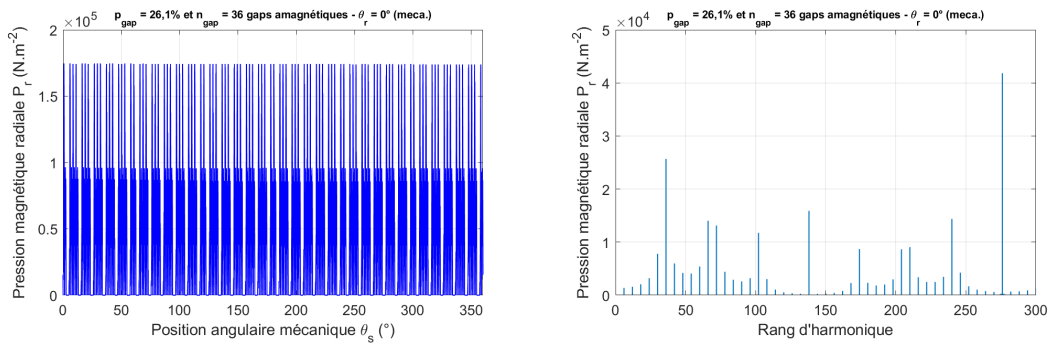 p_gap = 26,1% et n_gap = 36 gaps amagnétiques - θ_r = 0° (meca.)
× 10^5
2
1.5
1
0.5
0
Pression magnétique radiale P_r (N.m^-2)
0 50 100 150 200 250 300 350
Position angulaire mécanique θ_s (°)
p_gap = 26,1% et n_gap = 36 gaps amagnétiques - θ_r = 0° (meca.)
× 10^4
5
4
3
2
1
0
Pression magnétique radiale P_r (N.m^-2)
0 50 100 150 200 250 300
Rang d'harmonique